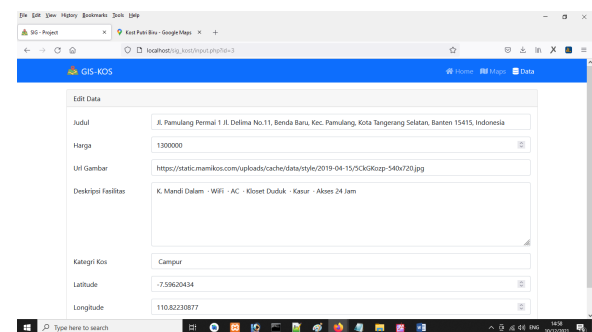 File Edit View History Bookmarks Tools Help
SIG - Project × Kost Putri Biru - Google Maps × +
localhost/sig_kost/input.php?id=3
GIS-KOS Home Maps Data
Edit Data
Judul Jl. Pamulang Permai 1 Jl. Delima No.11, Benda Baru, Kec. Pamulang, Kota Tangerang Selatan, Banten 15415, Indonesia
Harga 1300000
Url Gambar https://static.mamikos.com/uploads/cache/data/style/2019-04-15/5CkGKozp-540x720.jpg
Deskripsi Fasilitas K. Mandi Dalam · WiFi · AC · Kloset Duduk · Kasur · Akses 24 Jam
Kategri Kos Campur
Latitude -7.59620434
Longitude 110.82230877
Type here to search ENG 14:58
10/12/2021